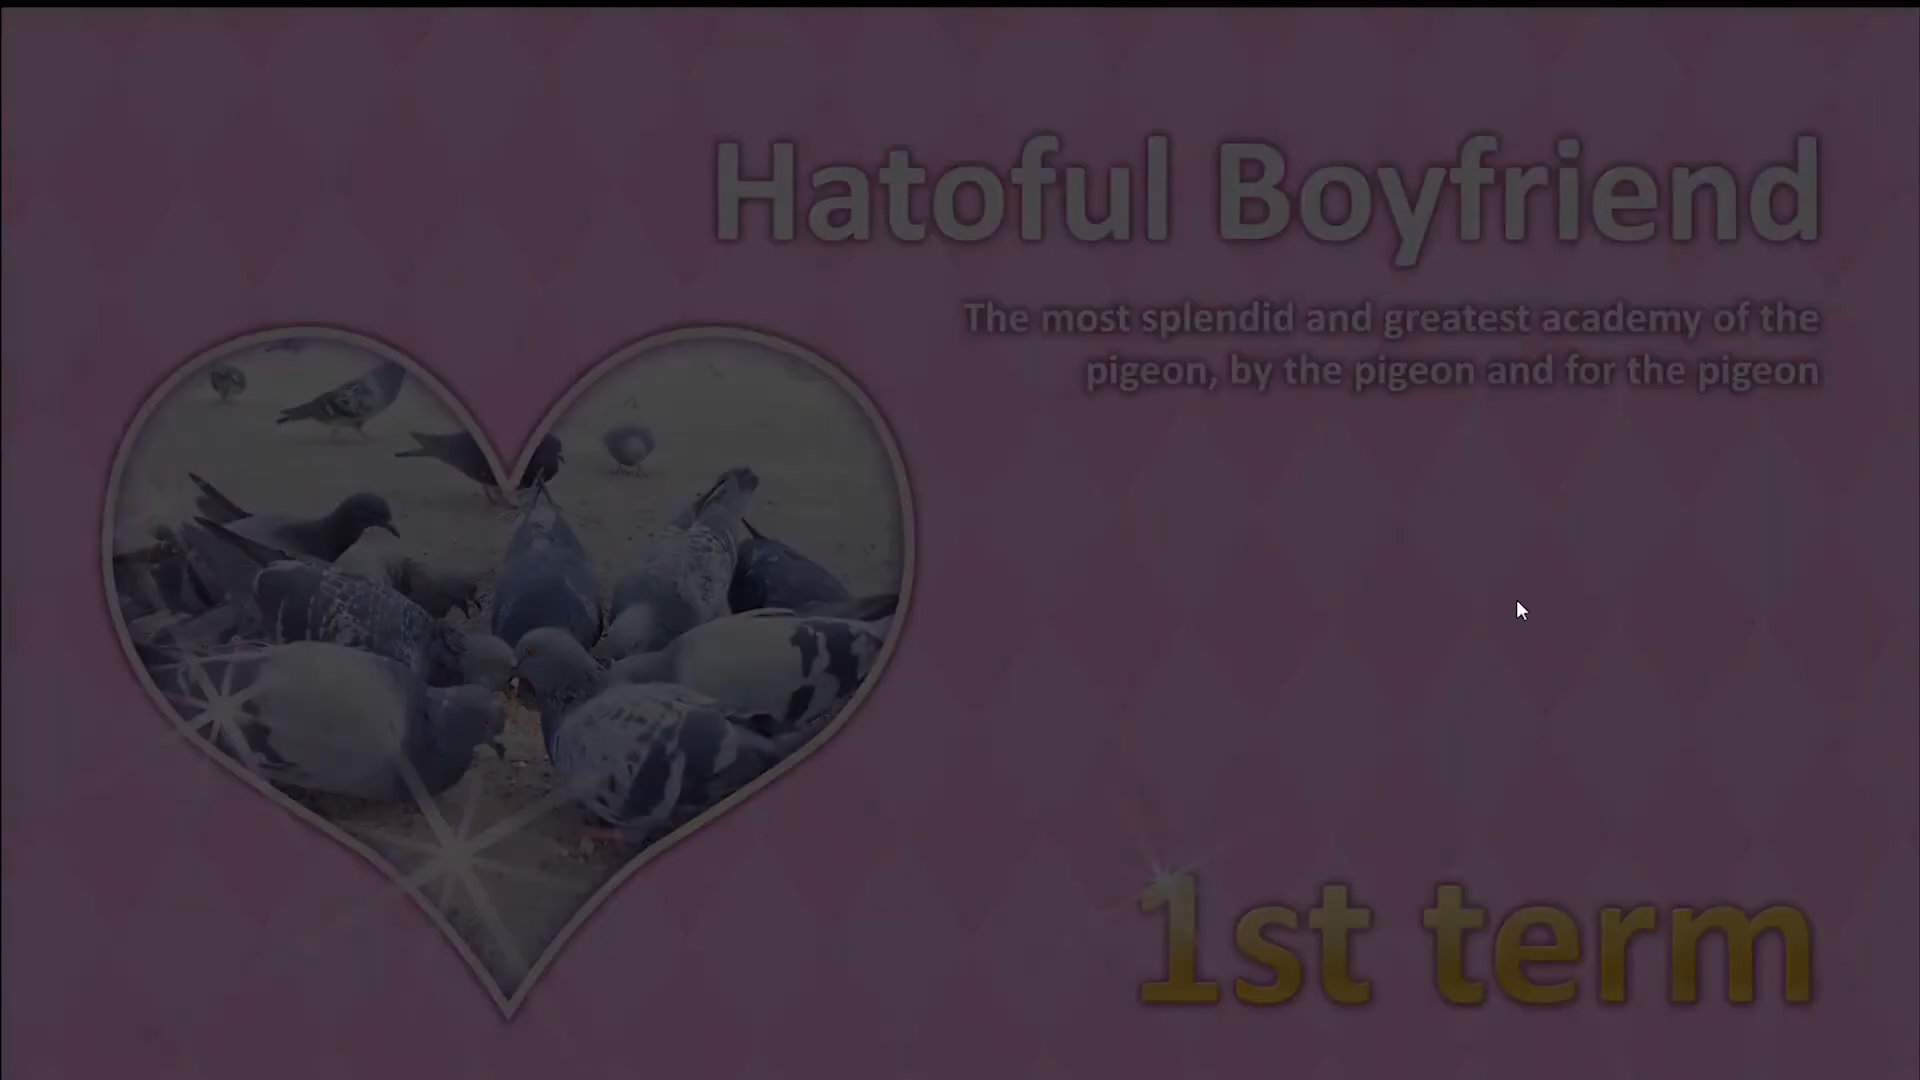 Hatoful Boyfriend
The most splendid and greatest academy of the
pigeon, by the pigeon and for the pigeon
1st term